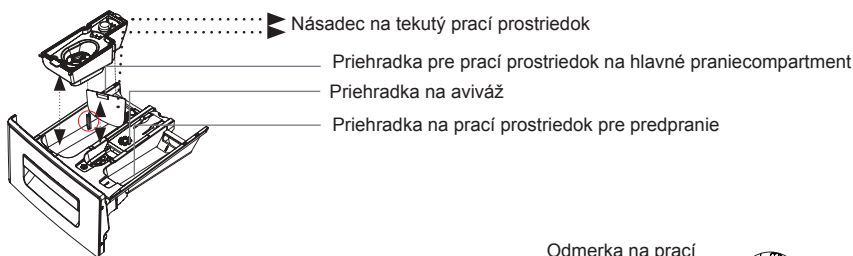 Násadec na tekutý prací prostriedok
Priehradka pre prací prostriedok na hlavné praniecompartment
Priehradka na aviváž
Priehradka na prací prostriedok pre predpranie
Odmerka na prací